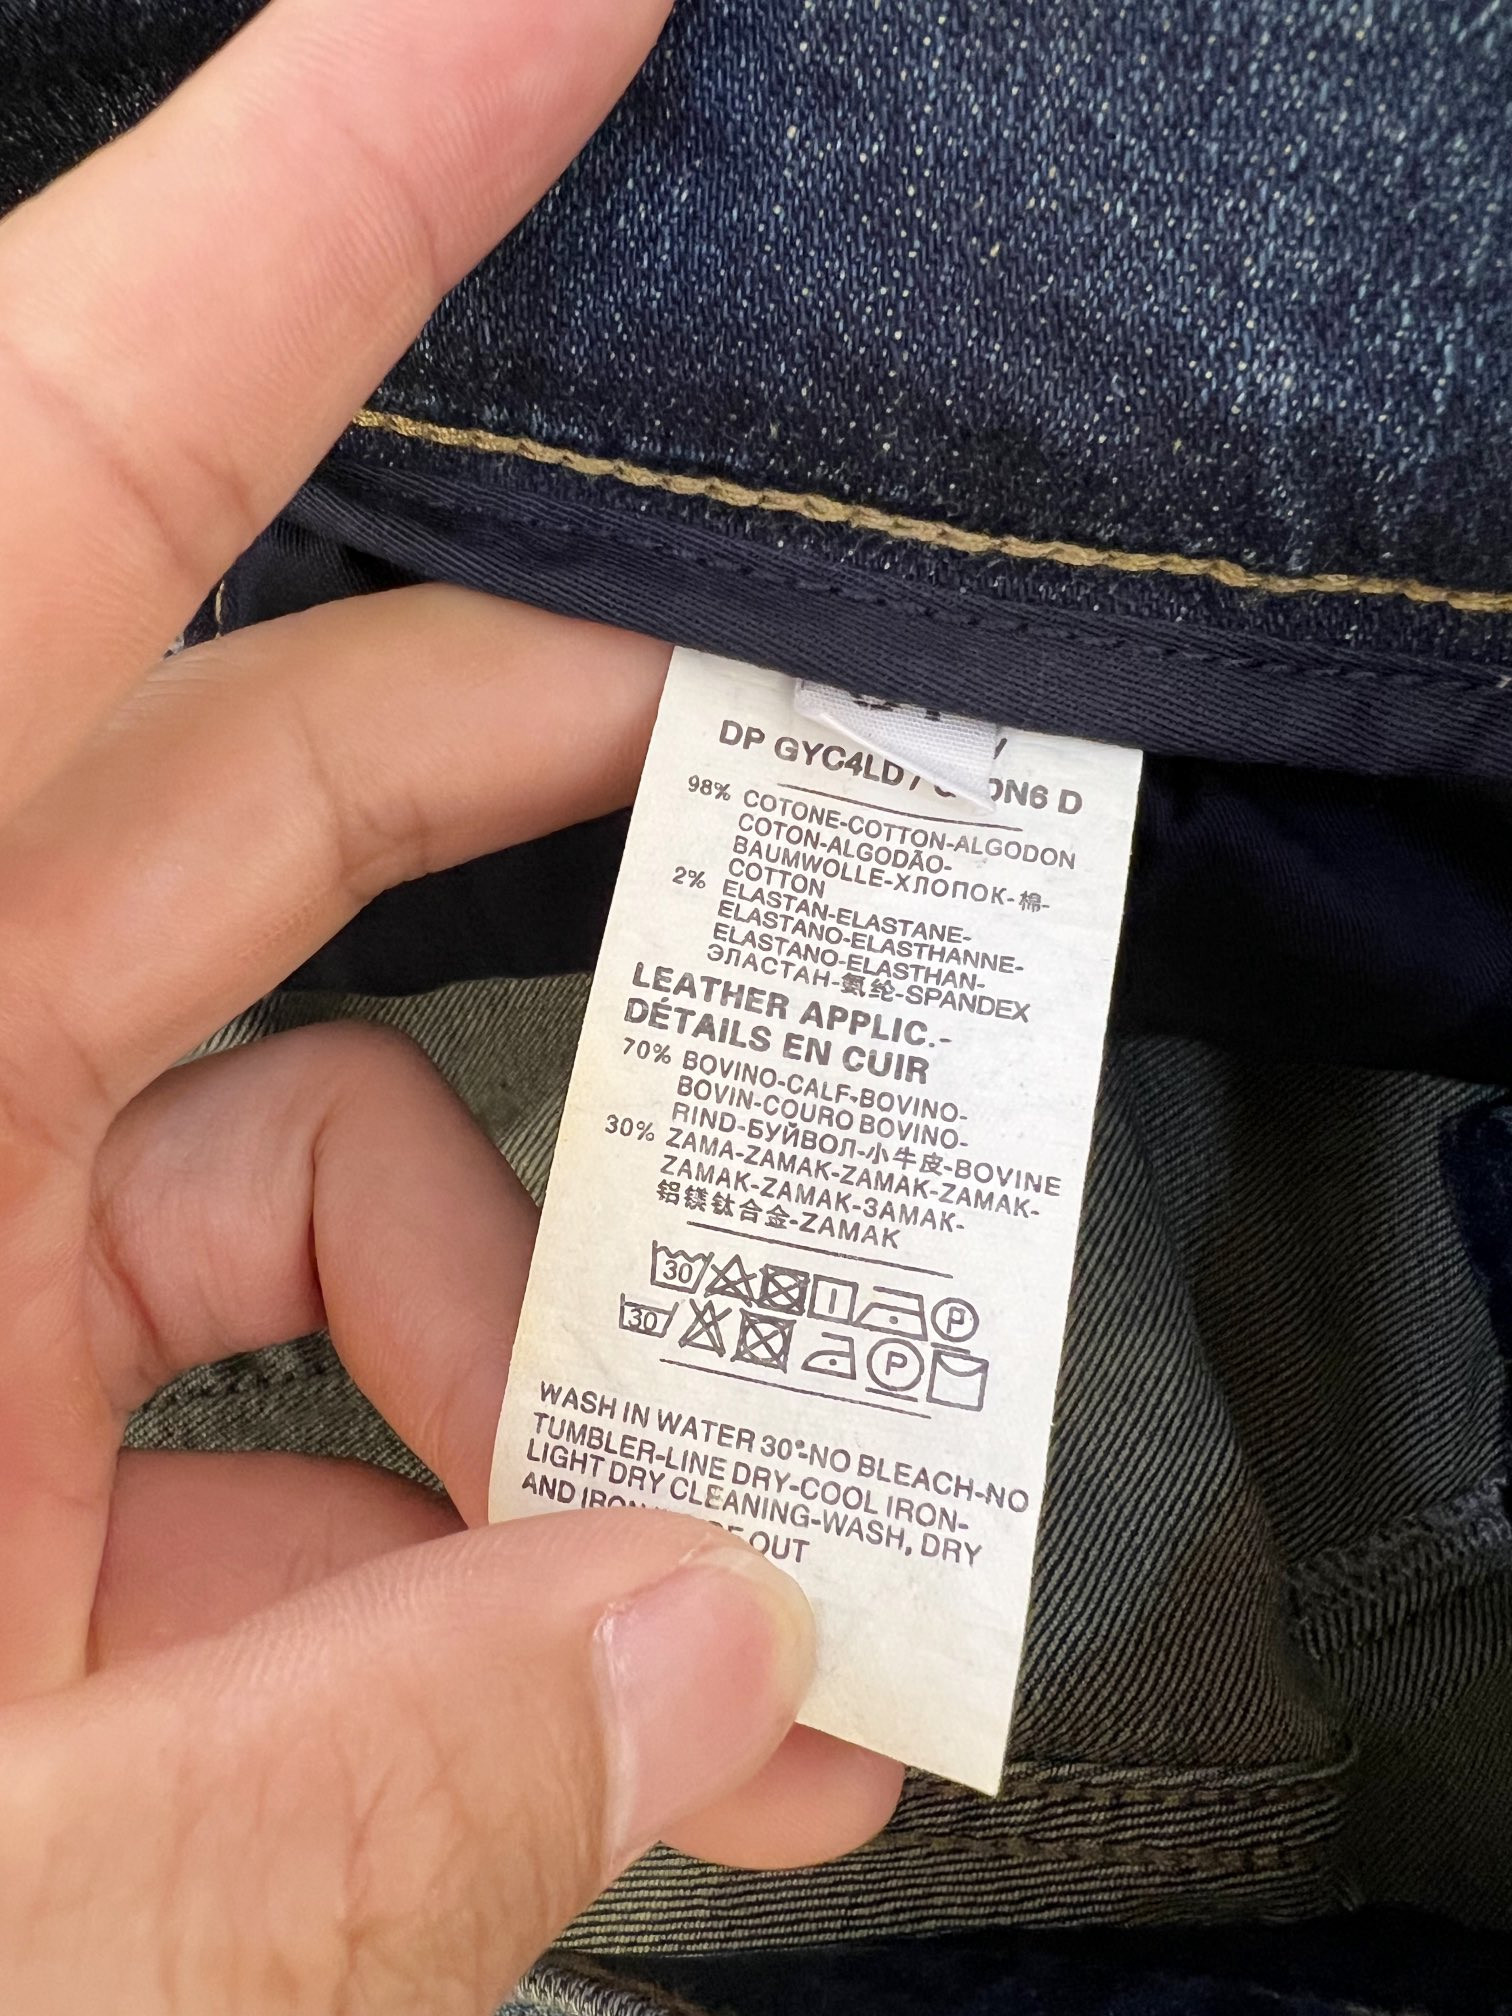 DP GYC4LD / DN6 D
98% COTONE-COTTON-ALGODON
COTON-ALGODÃO-
BAUMWOLLE-ХЛОПОК-棉-
COTTON
2% ELASTAN-ELASTANE-
ELASTANO-ELASTHANNE-
ELASTANO-ELASTHAN-
ЭЛАСТАН-氨纶-SPANDEX
LEATHER APPLIC.-
DÉTAILS EN CUIR
70% BOVINO-CALF-BOVINO-
BOVIN-COURO BOVINO-
RIND-БУЙВОЛ-小牛皮-BOVINE
30% ZAMA-ZAMAK-ZAMAK-ZAMAK-
ZAMAK-ZAMAK-ЗАМАК-
铝镁钛合金-ZAMAK
30 P
30 P
WASH IN WATER 30°-NO BLEACH-NO
TUMBLER-LINE DRY-COOL IRON-
LIGHT DRY CLEANING-WASH, DRY
AND IRON OUT